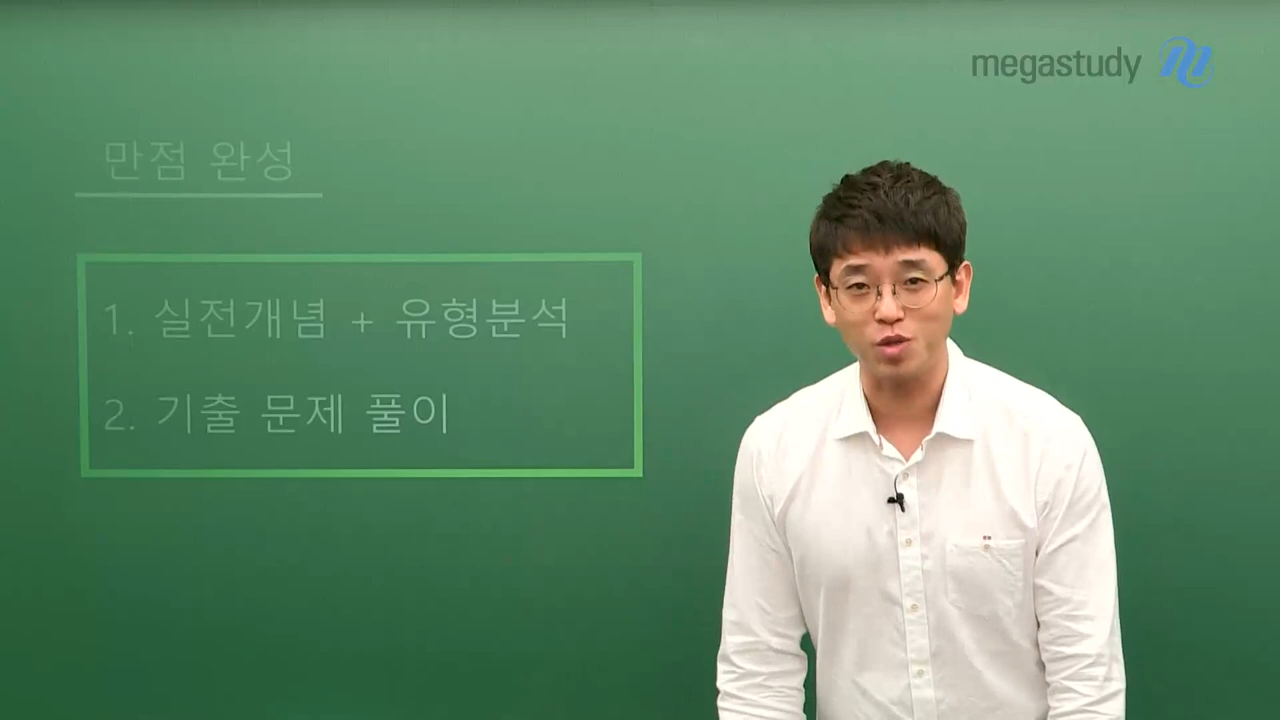 megastudy
만점 완성
1. 실전개념 + 유형분석
2. 기출 문제 풀이